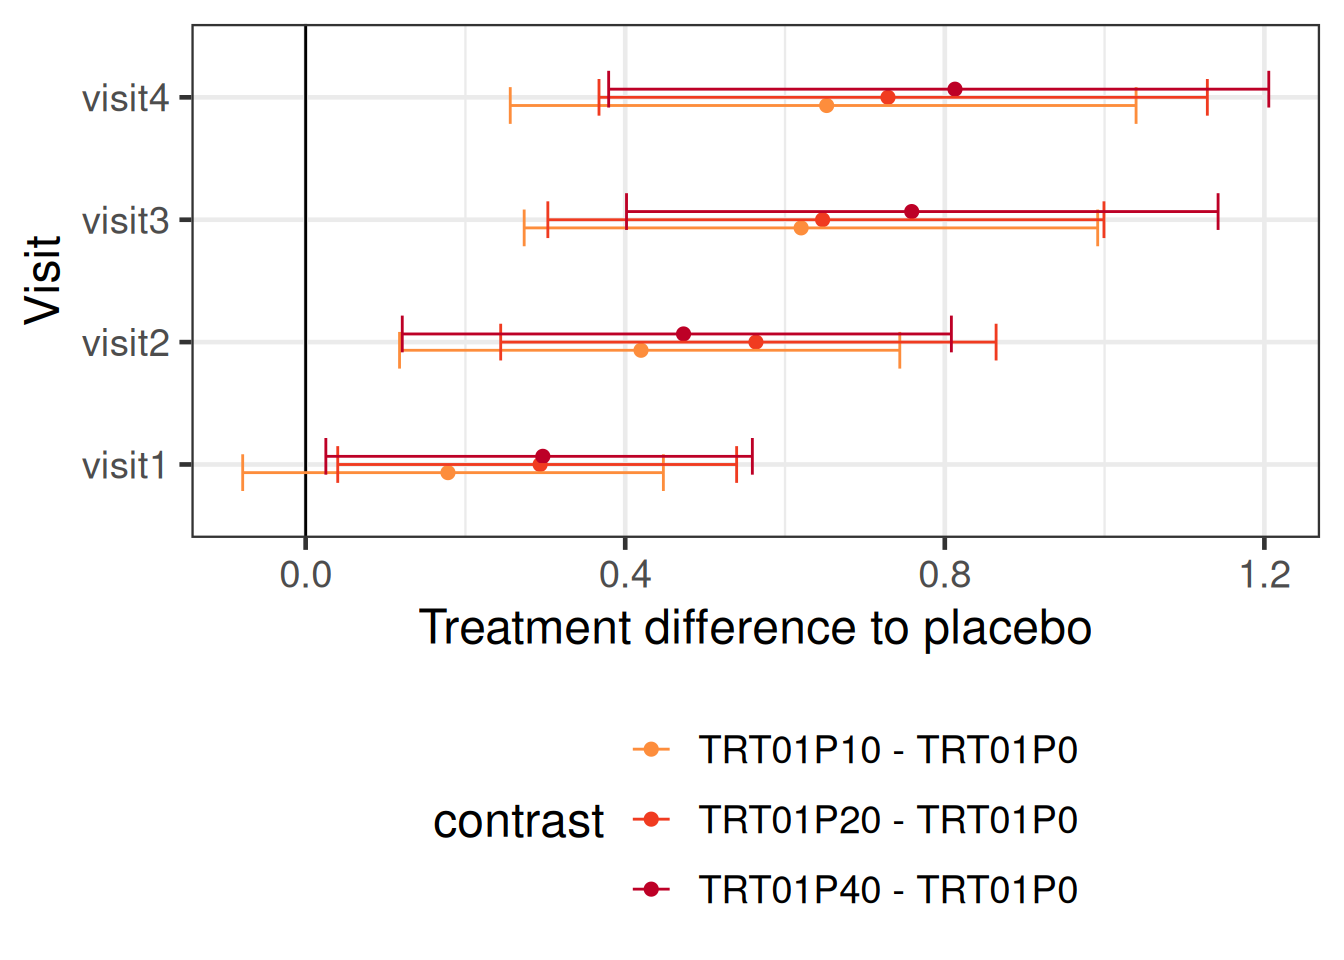 visit4
visit3
visit2
visit1
Visit
0.0 0.4 0.8 1.2
Treatment difference to placebo
contrast
TRT01P10 - TRT01P0
TRT01P20 - TRT01P0
TRT01P40 - TRT01P0